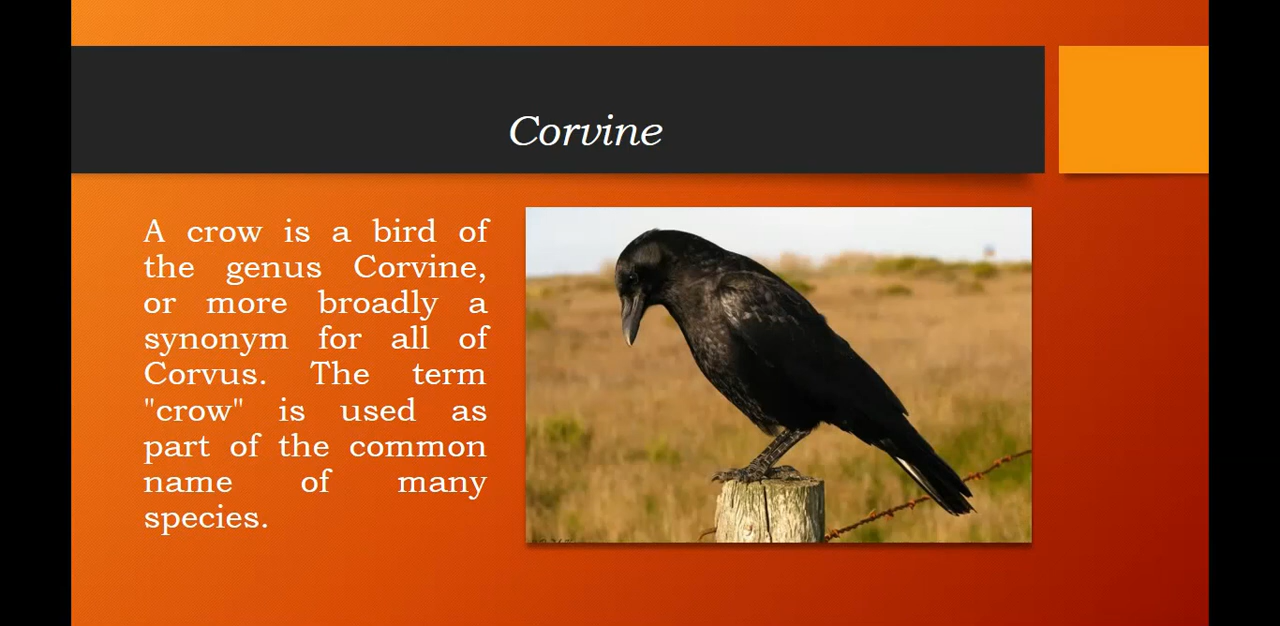 Corvine
A crow is a bird of
the genus Corvine,
or more broadly a
synonym for all of
Corvus. The term
"crow" is used as
part of the common
name of many
species.